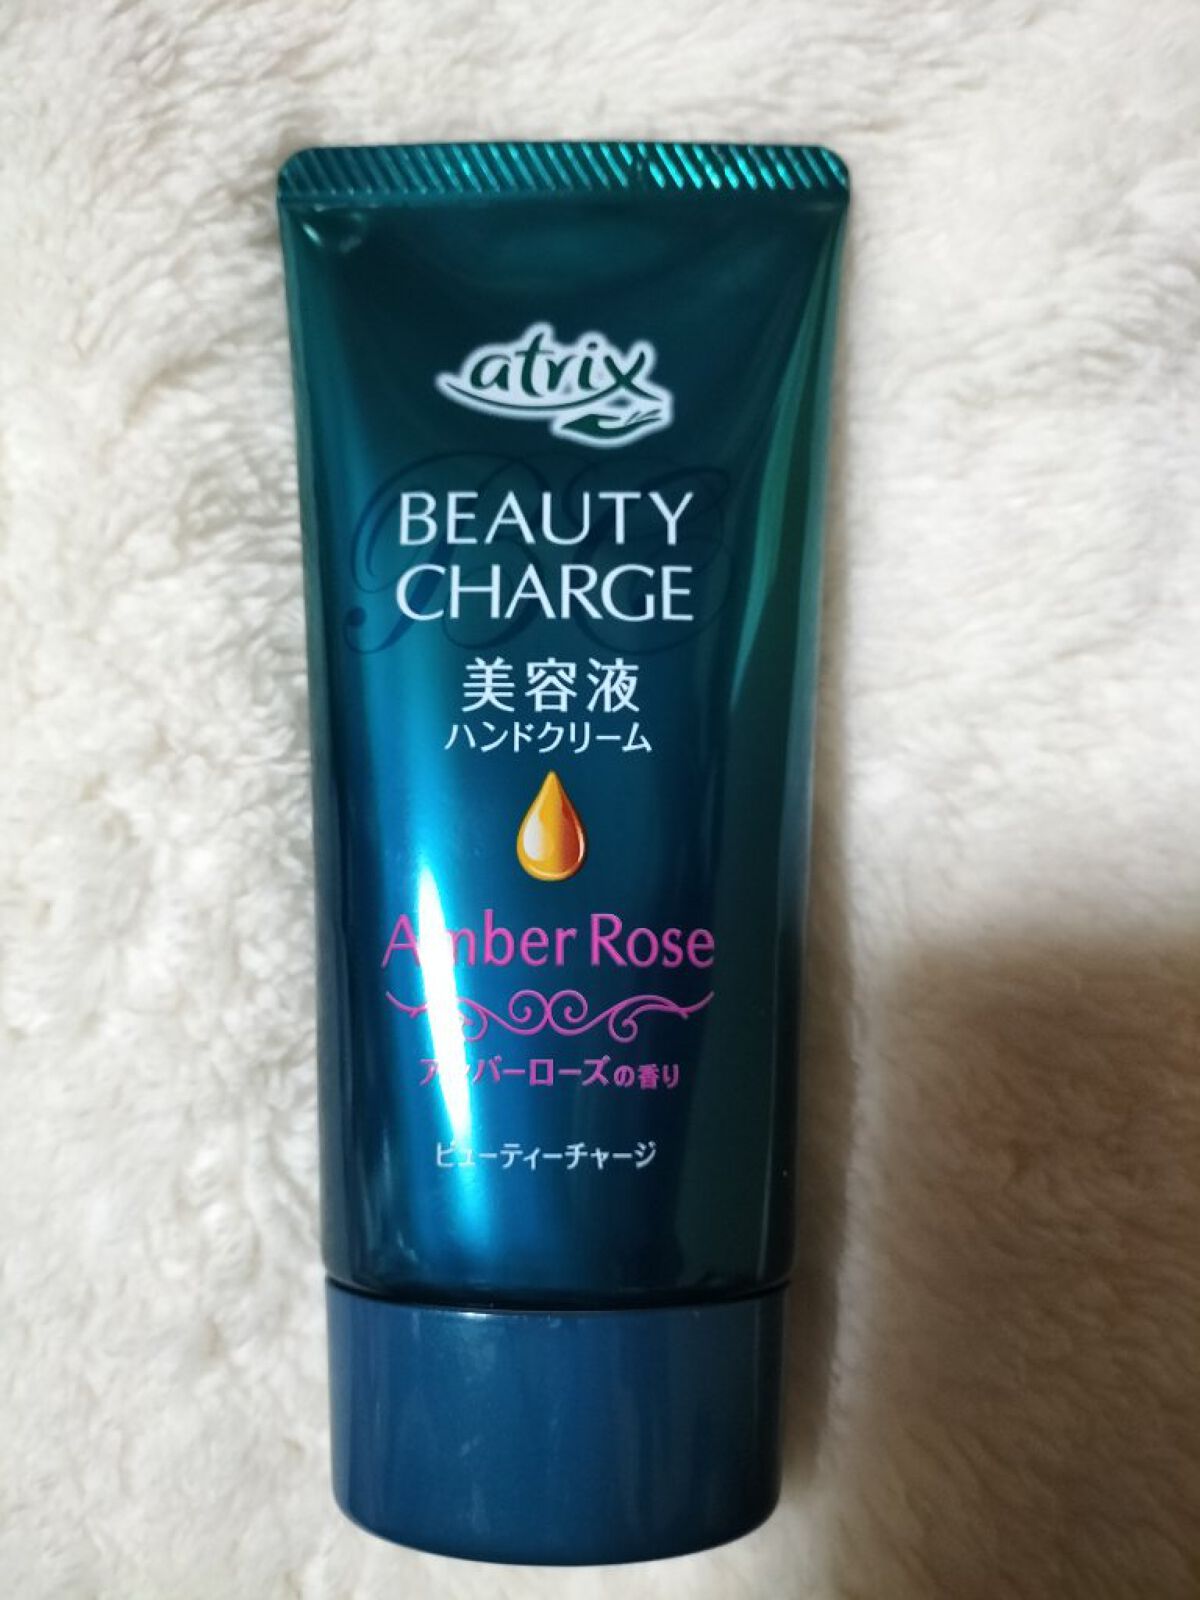 atrix
BEAUTY
CHARGE
美容液
ハンドクリーム
Amber Rose
アンバーローズの香り
ビューティーチャージ